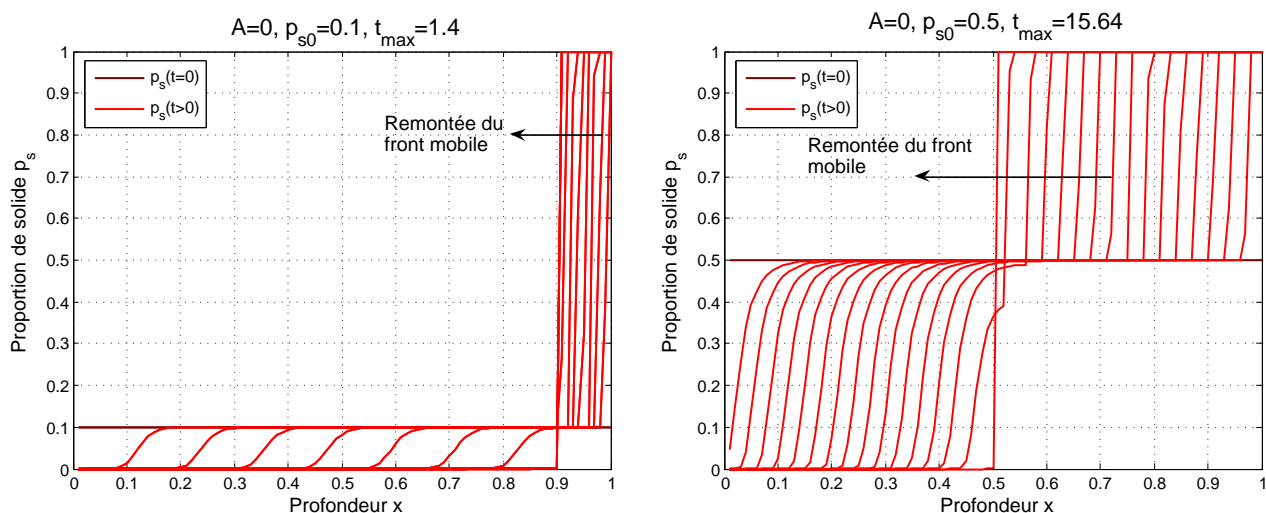 A=0, p_s0=0.1, t_max=1.4
p_s(t=0)
p_s(t>0)
Remontée du
front mobile
Proportion de solide p_s
1
0.9
0.8
0.7
0.6
0.5
0.4
0.3
0.2
0.1
0
0 0.1 0.2 0.3 0.4 0.5 0.6 0.7 0.8 0.9 1
Profondeur x
A=0, p_s0=0.5, t_max=15.64
p_s(t=0)
p_s(t>0)
Remontée du front
mobile
Proportion de solide p_s
1
0.9
0.8
0.7
0.6
0.5
0.4
0.3
0.2
0.1
0
0 0.1 0.2 0.3 0.4 0.5 0.6 0.7 0.8 0.9 1
Profondeur x